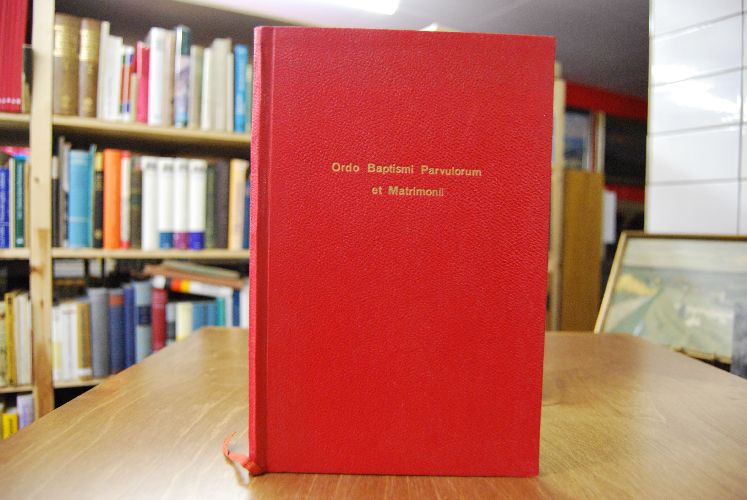 Ordo Baptismi Parvulorum
et Matrimonii